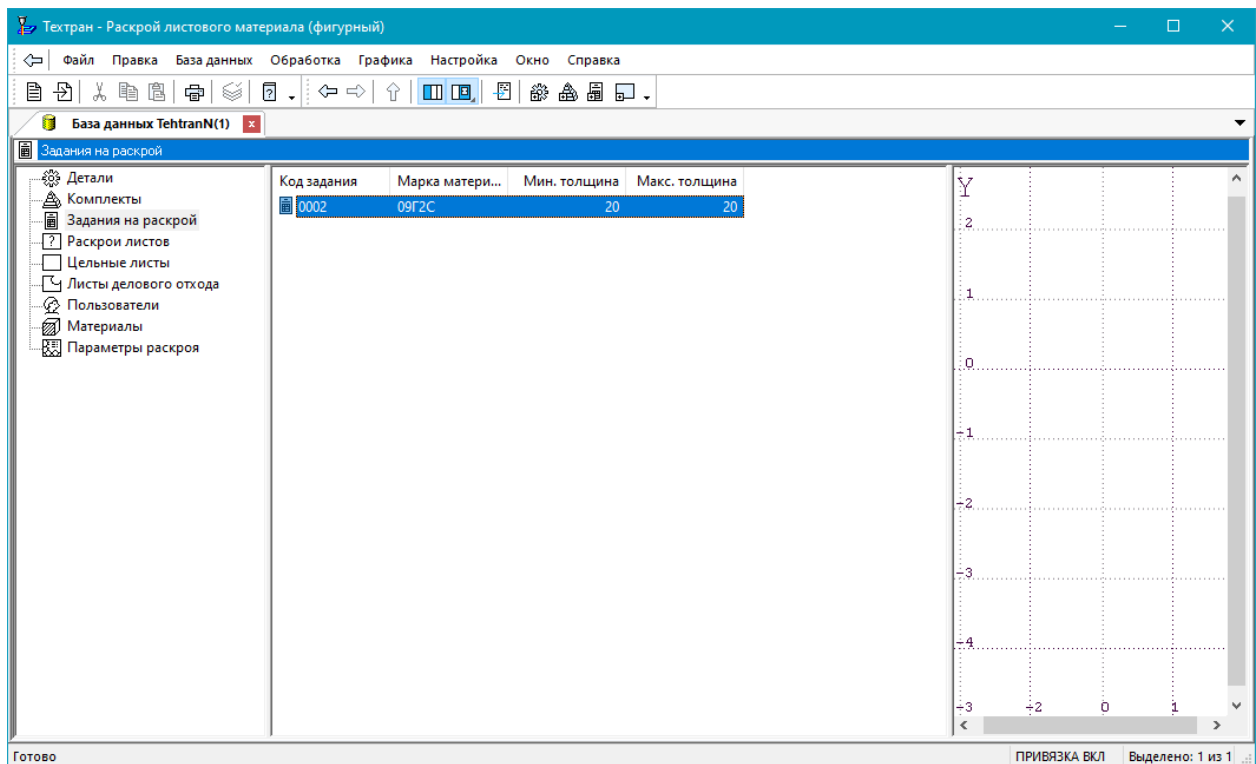 Техтран - Раскрой листового материала (фигурный)
Файл Правка База данных Обработка Графика Настройка Окно Справка
База данных TehtranN(1)
Задания на раскрой
Детали
Комплекты
Задания на раскрой
Раскрои листов
Цельные листы
Листы делового отхода
Пользователи
Материалы
Параметры раскроя
Код задания Марка матери... Мин. толщина Макс. толщина
0002 09Г2С 20 20
Y
2
1
0
-1
-2
-3
-4
-3 -2 0 1
Готово ПРИВЯЗКА ВКЛ Выделено: 1 из 1